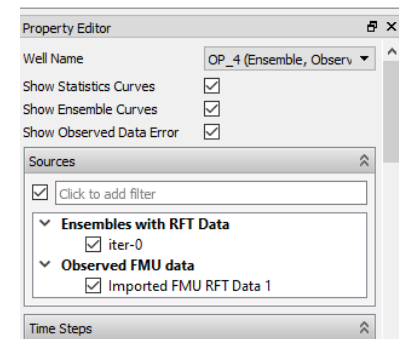 Property Editor
Well Name OP_4 (Ensemble, Observ
Show Statistics Curves
Show Ensemble Curves
Show Observed Data Error
Sources
Click to add filter
Ensembles with RFT Data
iter-0
Observed FMU data
Imported FMU RFT Data 1
Time Steps